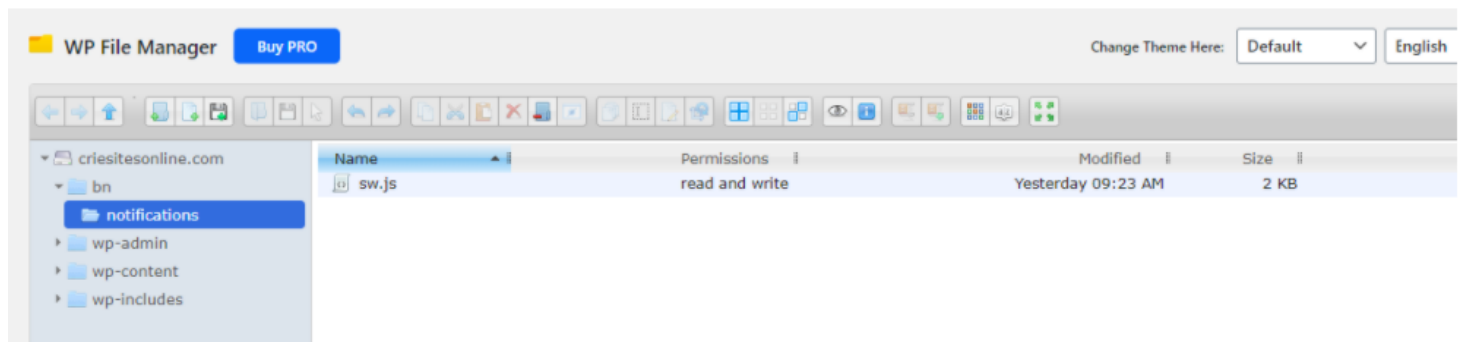 WP File Manager Buy PRO Change Theme Here: Default English
criesitesonline.com Name Permissions Modified Size
bn sw.js read and write Yesterday 09:23 AM 2 KB
notifications
wp-admin
wp-content
wp-includes